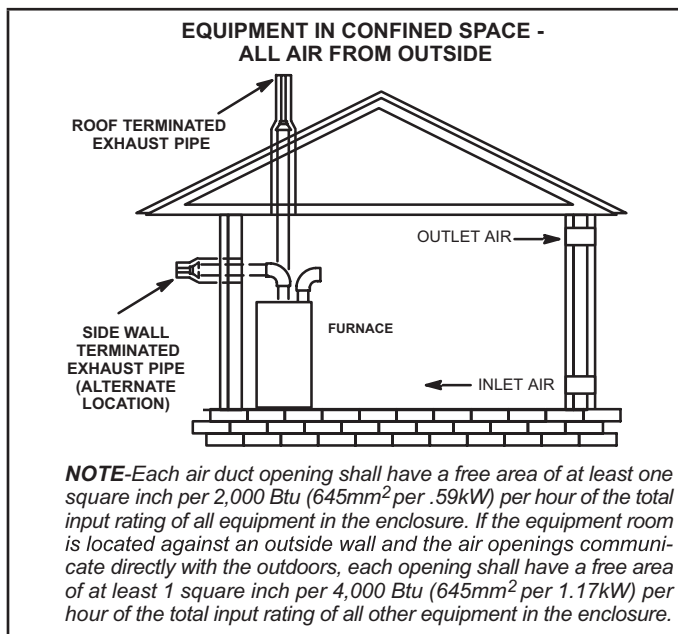 EQUIPMENT IN CONFINED SPACE -
ALL AIR FROM OUTSIDE
ROOF TERMINATED
EXHAUST PIPE
OUTLET AIR
SIDE WALL
TERMINATED
EXHAUST PIPE
(ALTERNATE
LOCATION)
FURNACE
INLET AIR
NOTE-Each air duct opening shall have a free area of at least one
square inch per 2,000 Btu (645mm² per .59kW) per hour of the total
input rating of all equipment in the enclosure. If the equipment room
is located against an outside wall and the air openings communi-
cate directly with the outdoors, each opening shall have a free area
of at least 1 square inch per 4,000 Btu (645mm² per 1.17kW) per
hour of the total input rating of all other equipment in the enclosure.